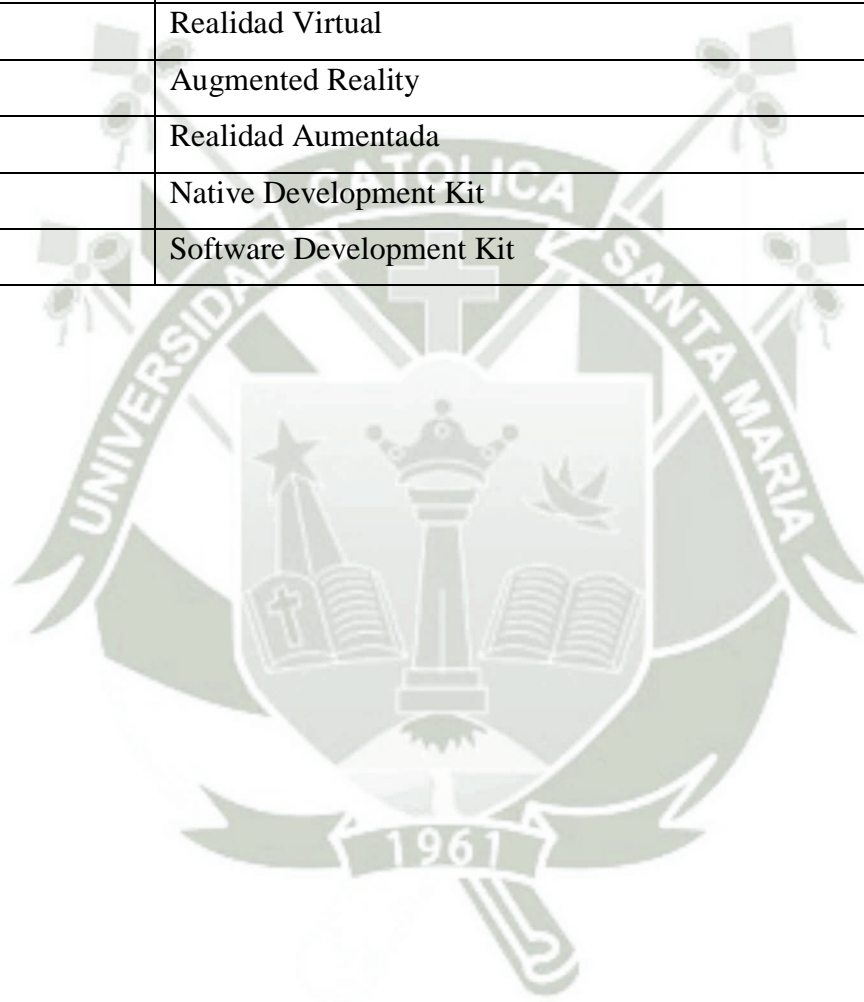 Realidad Virtual
Augmented Reality
Realidad Aumentada
Native Development Kit
Software Development Kit
UNIVERSIDAD CATOLICA SANTA MARIA
1961